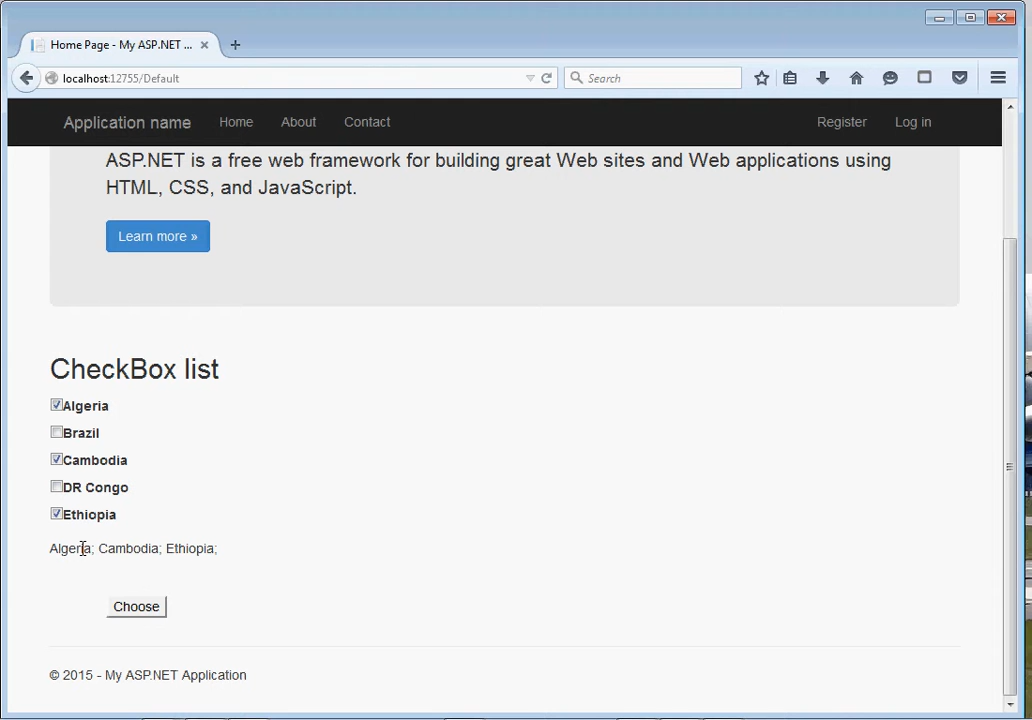 Home Page - My ASP.NET ...
localhost:12755/Default
Search
Application name Home About Contact Register Log in
ASP.NET is a free web framework for building great Web sites and Web applications using
HTML, CSS, and JavaScript.
Learn more »
CheckBox list
Algeria
Brazil
Cambodia
DR Congo
Ethiopia
Algeria; Cambodia; Ethiopia;
Choose
© 2015 - My ASP.NET Application